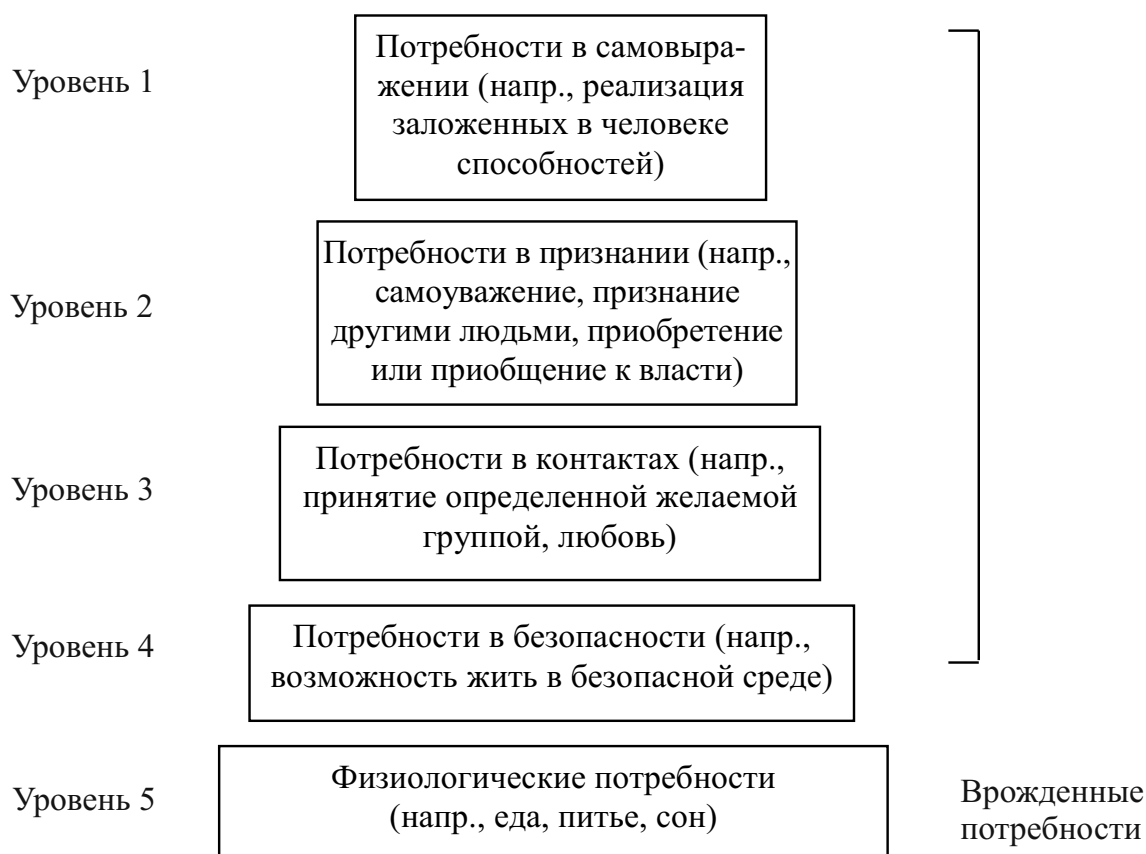 Уровень 1
Потребности в самовыра-
жении (напр., реализация
заложенных в человеке
способностей)
Уровень 2
Потребности в признании (напр.,
самоуважение, признание
другими людьми, приобретение
или приобщение к власти)
Уровень 3
Потребности в контактах (напр.,
принятие определенной желаемой
группой, любовь)
Уровень 4
Потребности в безопасности (напр.,
возможность жить в безопасной среде)
Уровень 5
Физиологические потребности
(напр., еда, питье, сон)
Врожденные
потребности